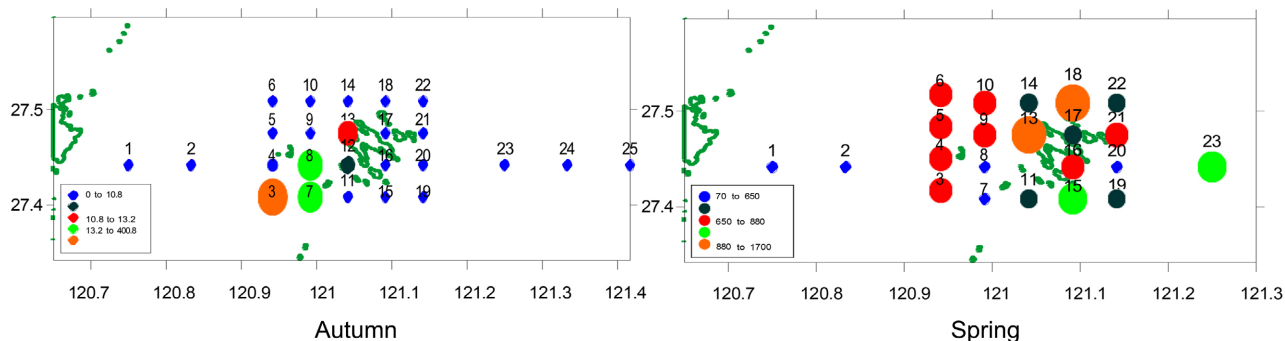 6 10 14 18 22
27.5
5 9 13 17 21
1 2 4 8 12 16 20 23 24 25
3 7 11 15 19
27.4
0 to 10.8
10.8 to 13.2
13.2 to 400.8
120.7 120.8 120.9 121 121.1 121.2 121.3 121.4
Autumn
18
6 10 14 22
27.5
5 9 13 17 21
23
1 2 4 8 16 20
3 7 11 15 19
27.4
70 to 650
650 to 880
880 to 1700
120.7 120.8 120.9 121 121.1 121.2 121.3
Spring